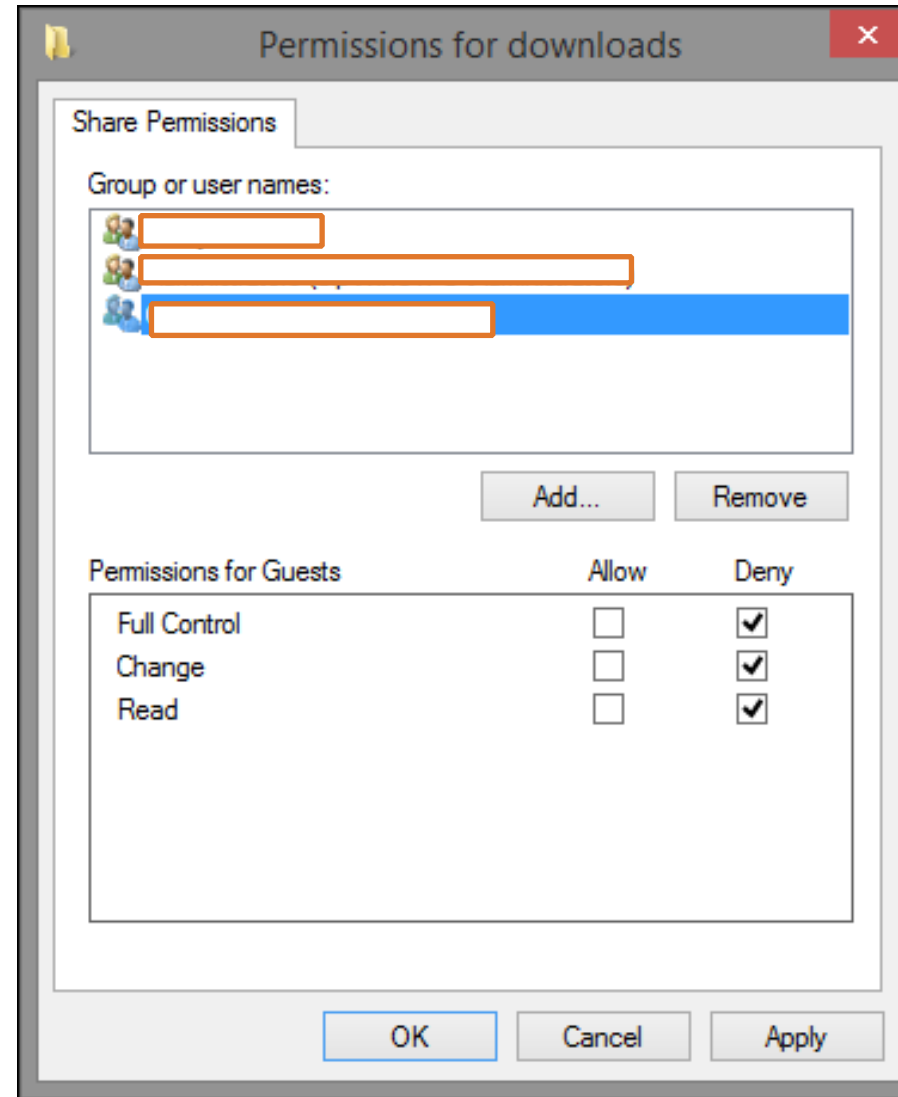 Permissions for downloads
Share Permissions
Group or user names:
Add...
Remove
Permissions for Guests
Allow
Deny
Full Control
Change
Read
OK
Cancel
Apply